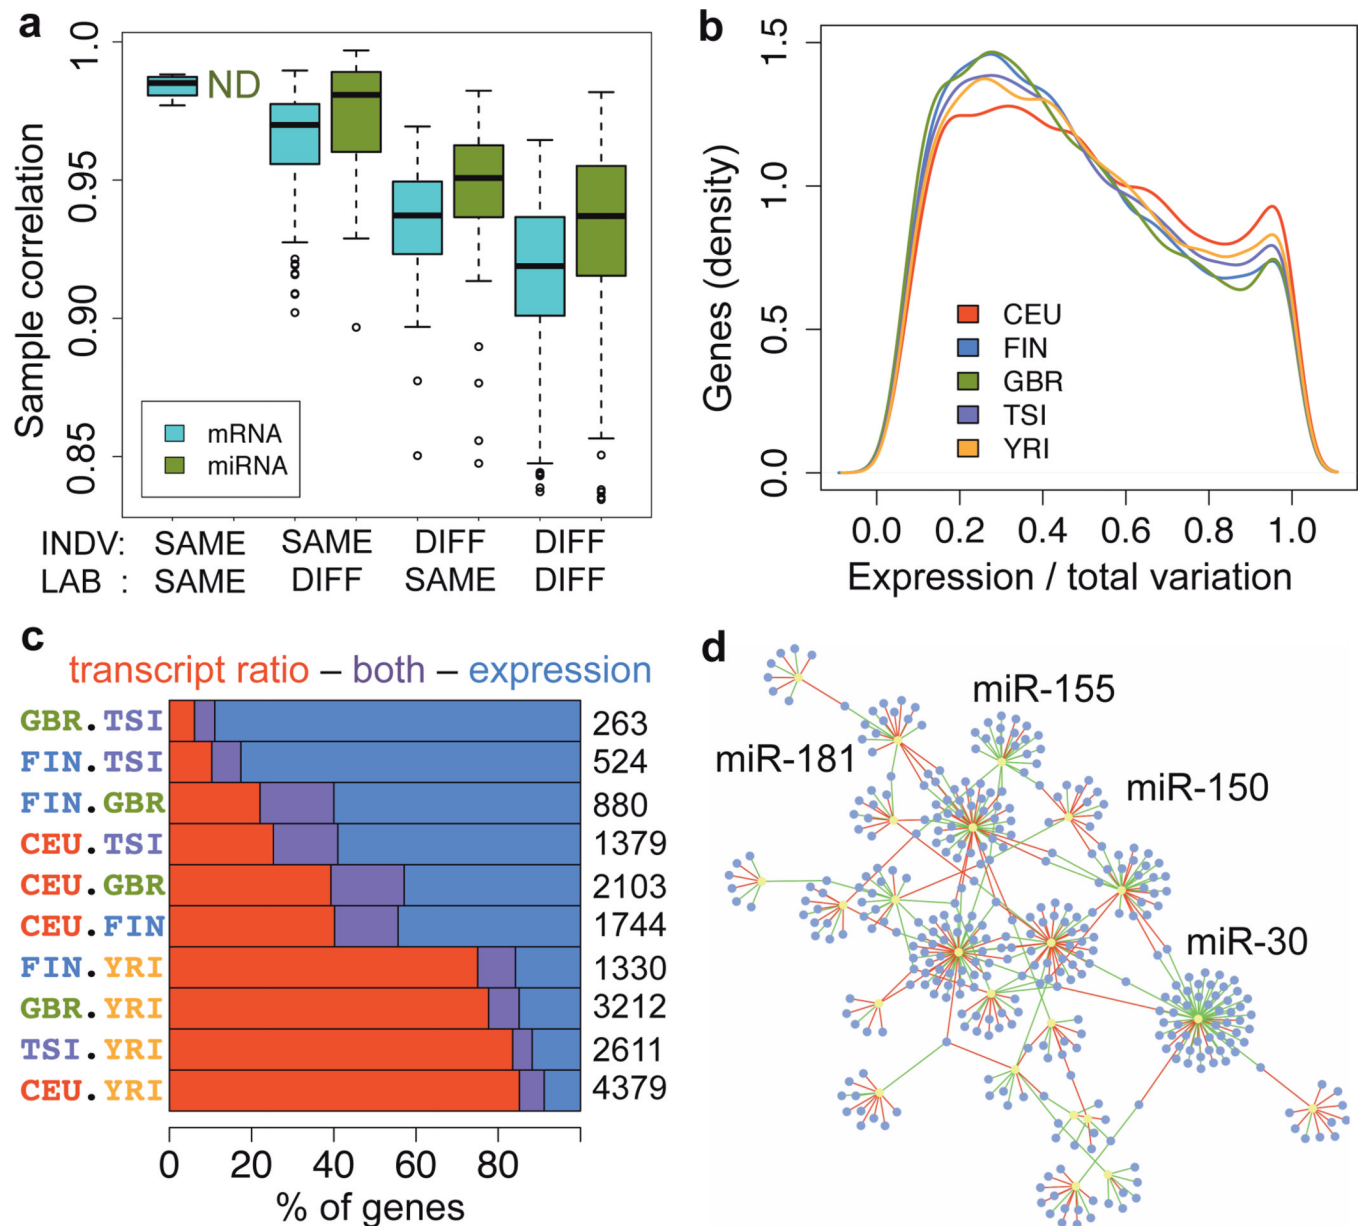 a
1.0
0.95
0.90
0.85
Sample correlation
ND
mRNA
miRNA
INDV: SAME SAME DIFF DIFF
LAB : SAME DIFF SAME DIFF
b
1.5
1.0
0.5
0.0
Genes (density)
CEU
FIN
GBR
TSI
YRI
0.0 0.2 0.4 0.6 0.8 1.0
Expression / total variation
c
transcript ratio – both – expression
GBR.TSI 263
FIN.TSI 524
FIN.GBR 880
CEU.TSI 1379
CEU.GBR 2103
CEU.FIN 1744
FIN.YRI 1330
GBR.YRI 3212
TSI.YRI 2611
CEU.YRI 4379
0 20 40 60 80
% of genes
d
miR-155
miR-181
miR-150
miR-30